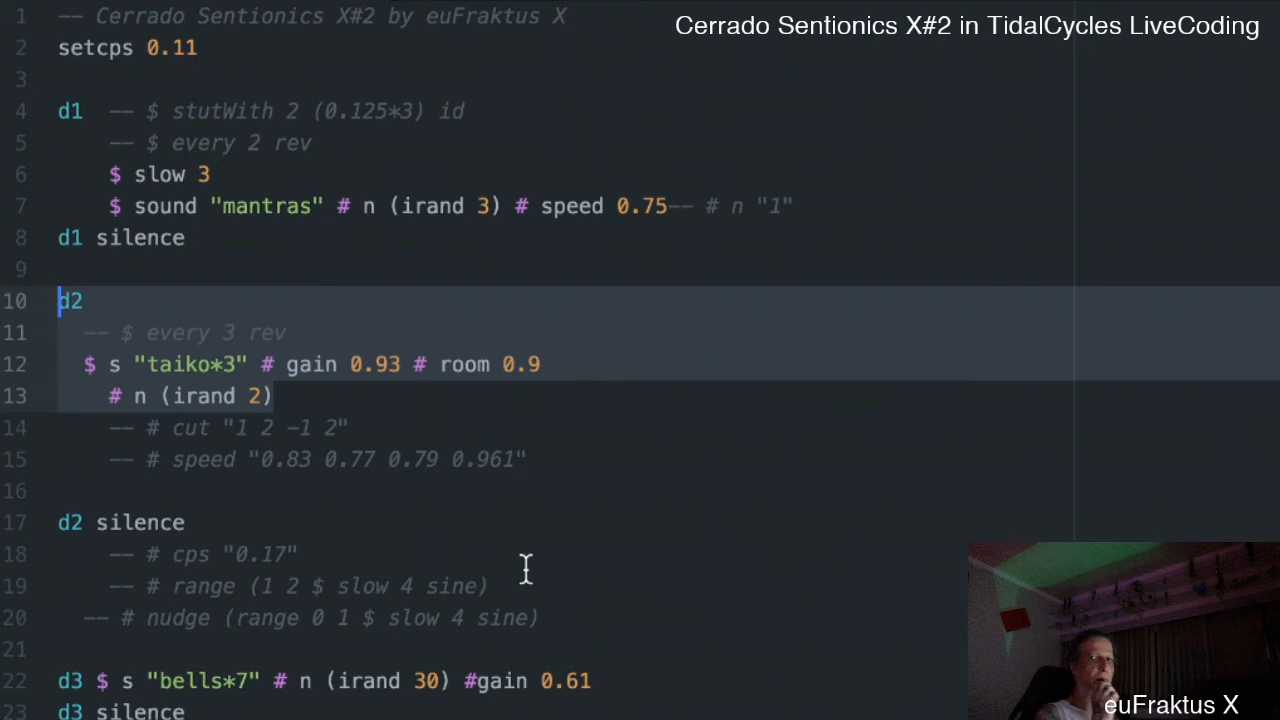 Cerrado Sentionics X#2 in TidalCycles LiveCoding
1 -- Cerrado Sentionics X#2 by euFraktus X
2 setcps 0.11
3
4 d1  -- $ stutWith 2 (0.125*3) id
5     -- $ every 2 rev
6     $ slow 3
7     $ sound "mantras" # n (irand 3) # speed 0.75-- # n "1"
8 d1 silence
9
10 d2
11   -- $ every 3 rev
12   $ s "taiko*3" # gain 0.93 # room 0.9
13     # n (irand 2)
14     -- # cut "1 2 -1 2"
15     -- # speed "0.83 0.77 0.79 0.961"
16
17 d2 silence
18     -- # cps "0.17"
19     -- # range (1 2 $ slow 4 sine)
20   -- # nudge (range 0 1 $ slow 4 sine)
21
22 d3 $ s "bells*7" # n (irand 30) #gain 0.61
23 d3 silence
euFraktus X